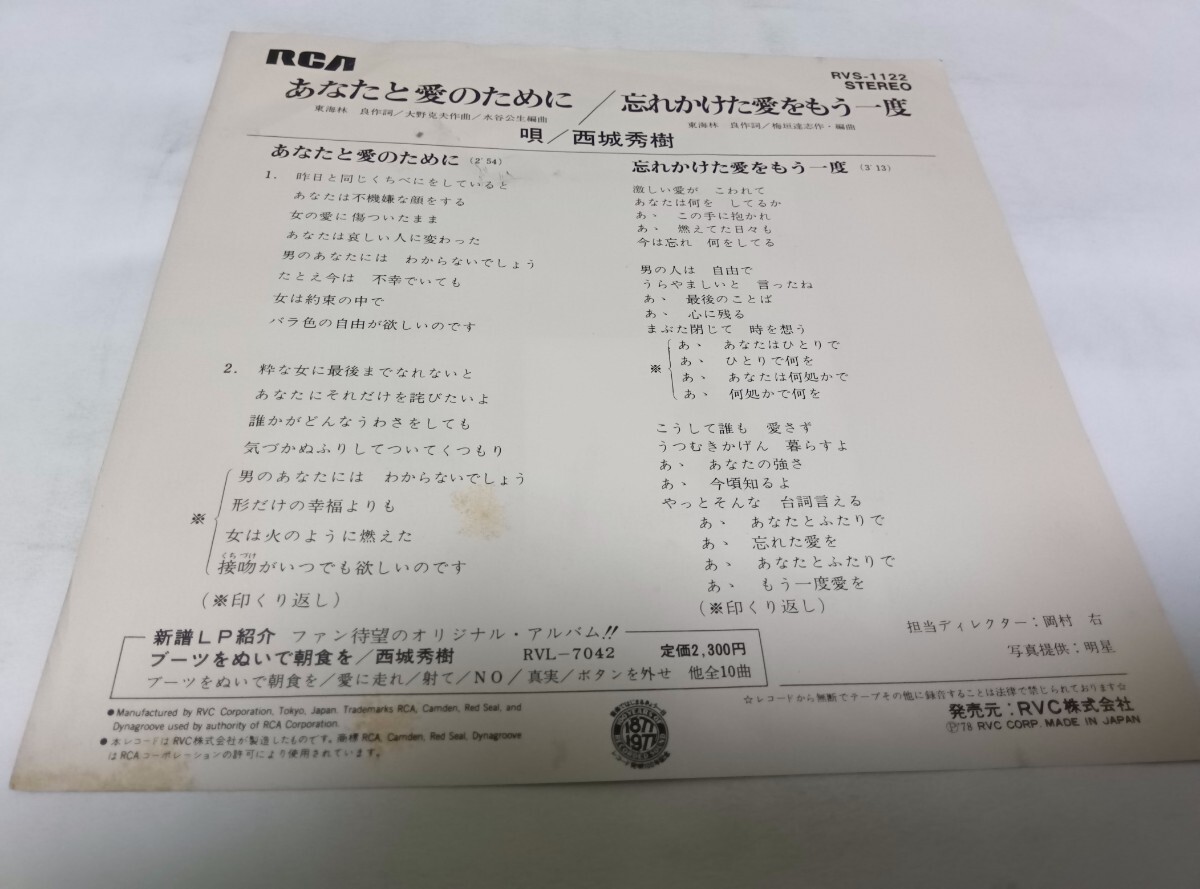 RCA
RVS-1122
STEREO
あなたと愛のために／忘れかけた愛をもう一度
東海林 良作詞／大野克夫作曲／水谷公生編曲
東海林 良作詞／梅垣達志作・編曲
唄／西城秀樹
あなたと愛のために (2′54)
1. 昨日と同じくちべにをしていると
あなたは不機嫌な顔をする
女の愛に傷ついたまま
あなたは哀しい人に変わった
男のあなたには わからないでしょう
たとえ今は 不幸でいても
女は約束の中で
バラ色の自由が欲しいのです
2. 粋な女に最後までなれないと
あなたにそれだけを詫びたいよ
誰かがどんなうわさをしても
気づかぬふりしてついてくつもり
男のあなたには わからないでしょう
形だけの幸福よりも
※
女は火のように燃えた
くちづけ
接吻がいつでも欲しいのです
(※印くり返し)
忘れかけた愛をもう一度 (3′13)
激しい愛が こわれて
あなたは何を してるか
あゝ この手に抱かれ
あゝ 燃えてた日々も
今は忘れ 何をしてる
男の人は 自由で
うらやましいと 言ったね
あゝ 最後のことば
あゝ 心に残る
まぶた閉じて 時を想う
あゝ あなたはひとりで
あゝ ひとりで何を
※
あゝ あなたは何処かで
あゝ 何処かで何を
こうして誰も 愛さず
うつむきかげん 暮らすよ
あゝ あなたの強さ
あゝ 今頃知るよ
やっとそんな 台詞言える
あゝ あなたとふたりで
あゝ 忘れた愛を
あゝ あなたとふたりで
あゝ もう一度愛を
(※印くり返し)
担当ディレクター：岡村 右
写真提供：明星
新譜LP紹介 ファン待望のオリジナル・アルバム!!
ブーツをぬいで朝食を／西城秀樹 RVL-7042 定価2,300円
ブーツをぬいで朝食を／愛に走れ／射て／NO／真実／ボタンを外せ 他全10曲
●Manufactured by RVC Corporation, Tokyo, Japan. Trademarks RCA, Camden, Red Seal, and
Dynagroove used by authority of RCA Corporation.
●本レコードはRVC株式会社が製造したものです。商標RCA, Camden, Red Seal, Dynagroove
はRCAコーポレーションの許可により使用されています。
1877
1977
☆レコードから無断でテープその他に録音することは法律で禁じられております☆
発売元：RVC株式会社
Ⓟ'78 RVC CORP. MADE IN JAPAN